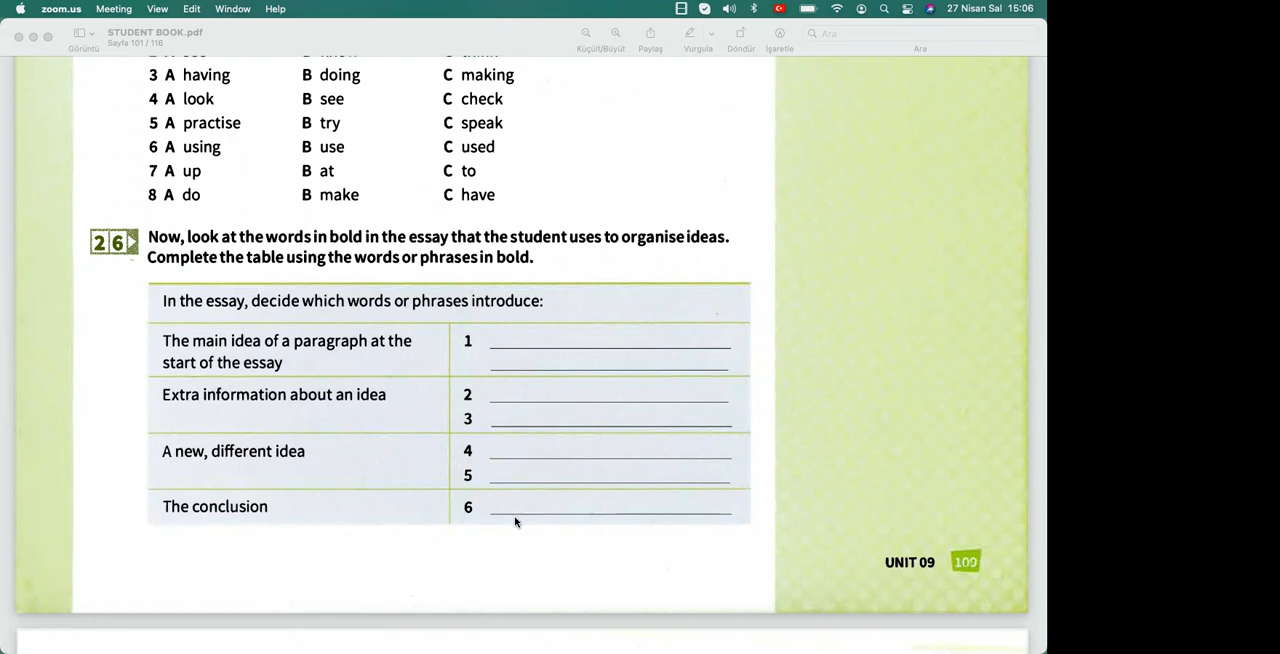 zoom.us Meeting View Edit Window Help 27 Nisan Sal 15:06
STUDENT BOOK.pdf
Sayfa 101 / 116
Görüntü Küçült/Büyüt Paylaş Vurgula Döndür İşaretle Ara
Ara
3 A having B doing C making
4 A look B see C check
5 A practise B try C speak
6 A using B use C used
7 A up B at C to
8 A do B make C have
26 Now, look at the words in bold in the essay that the student uses to organise ideas.
Complete the table using the words or phrases in bold.
In the essay, decide which words or phrases introduce:
The main idea of a paragraph at the 1
start of the essay
Extra information about an idea 2
3
A new, different idea 4
5
The conclusion 6
UNIT 09 109